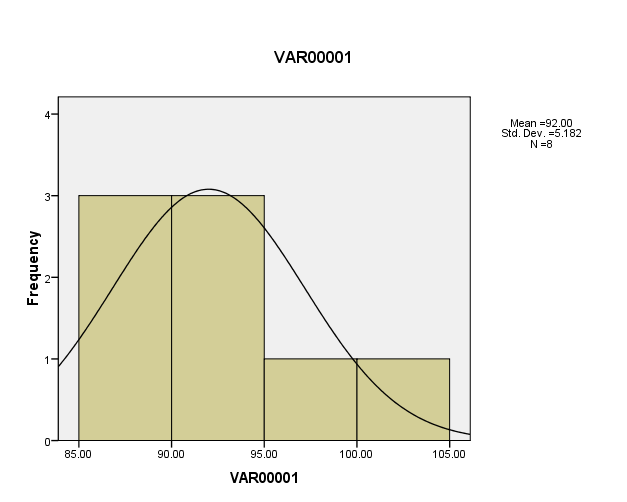 VAR00001
Mean =92.00
Std. Dev. =5.182
N =8
4
3
2
1
0
Frequency
85.00 90.00 95.00 100.00 105.00
VAR00001